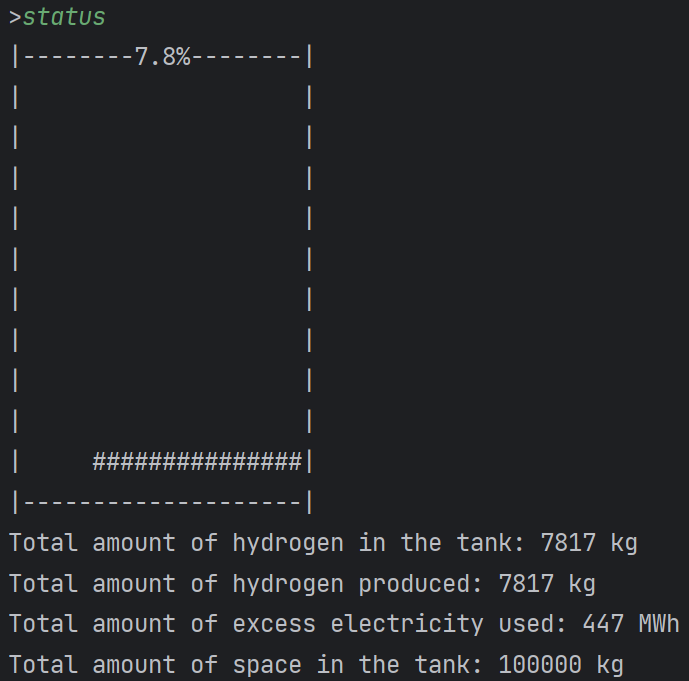 >status
|--------7.8%--------|
|                    |
|                    |
|                    |
|                    |
|                    |
|                    |
|                    |
|                    |
|                    |
|     ###############|
|--------------------|
Total amount of hydrogen in the tank: 7817 kg
Total amount of hydrogen produced: 7817 kg
Total amount of excess electricity used: 447 MWh
Total amount of space in the tank: 100000 kg